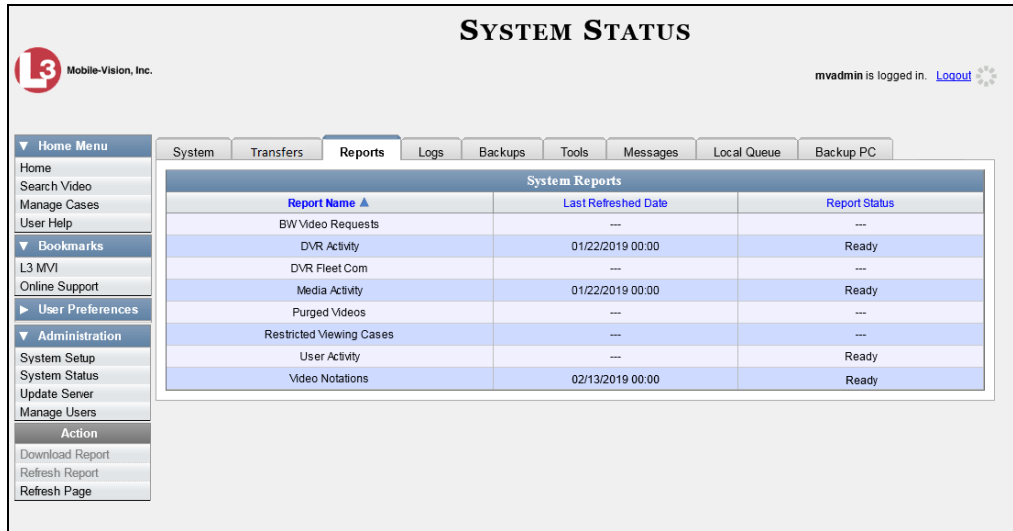 SYSTEM STATUS
L3 Mobile-Vision, Inc.
mvadmin is logged in. Logout
▼ Home Menu
Home
Search Video
Manage Cases
User Help
▼ Bookmarks
L3 MVI
Online Support
▶ User Preferences
▼ Administration
System Setup
System Status
Update Server
Manage Users
Action
Download Report
Refresh Report
Refresh Page
System Transfers Reports Logs Backups Tools Messages Local Queue Backup PC
System Reports
Report Name ▲ Last Refreshed Date Report Status
BW Video Requests --- ---
DVR Activity 01/22/2019 00:00 Ready
DVR Fleet Com --- ---
Media Activity 01/22/2019 00:00 Ready
Purged Videos --- ---
Restricted Viewing Cases --- ---
User Activity --- Ready
Video Notations 02/13/2019 00:00 Ready